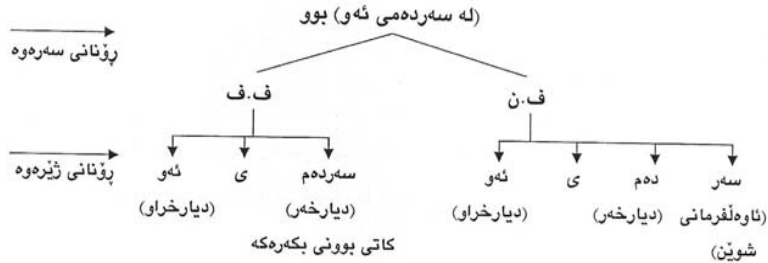 (له سەردەمی ئەو) بوو
ڕۆنانی سەرەوە
ف.ن
ف.ف
ڕۆنانی ژێرەوە
سەر دەم ی ئەو
سەردەم ی ئەو
(ئاوەڵفرمانی (دیارخەر) (دیارخراو)
(دیارخەر) (دیارخراو)
شوێن)
کاتی بوونی بکەرەکە